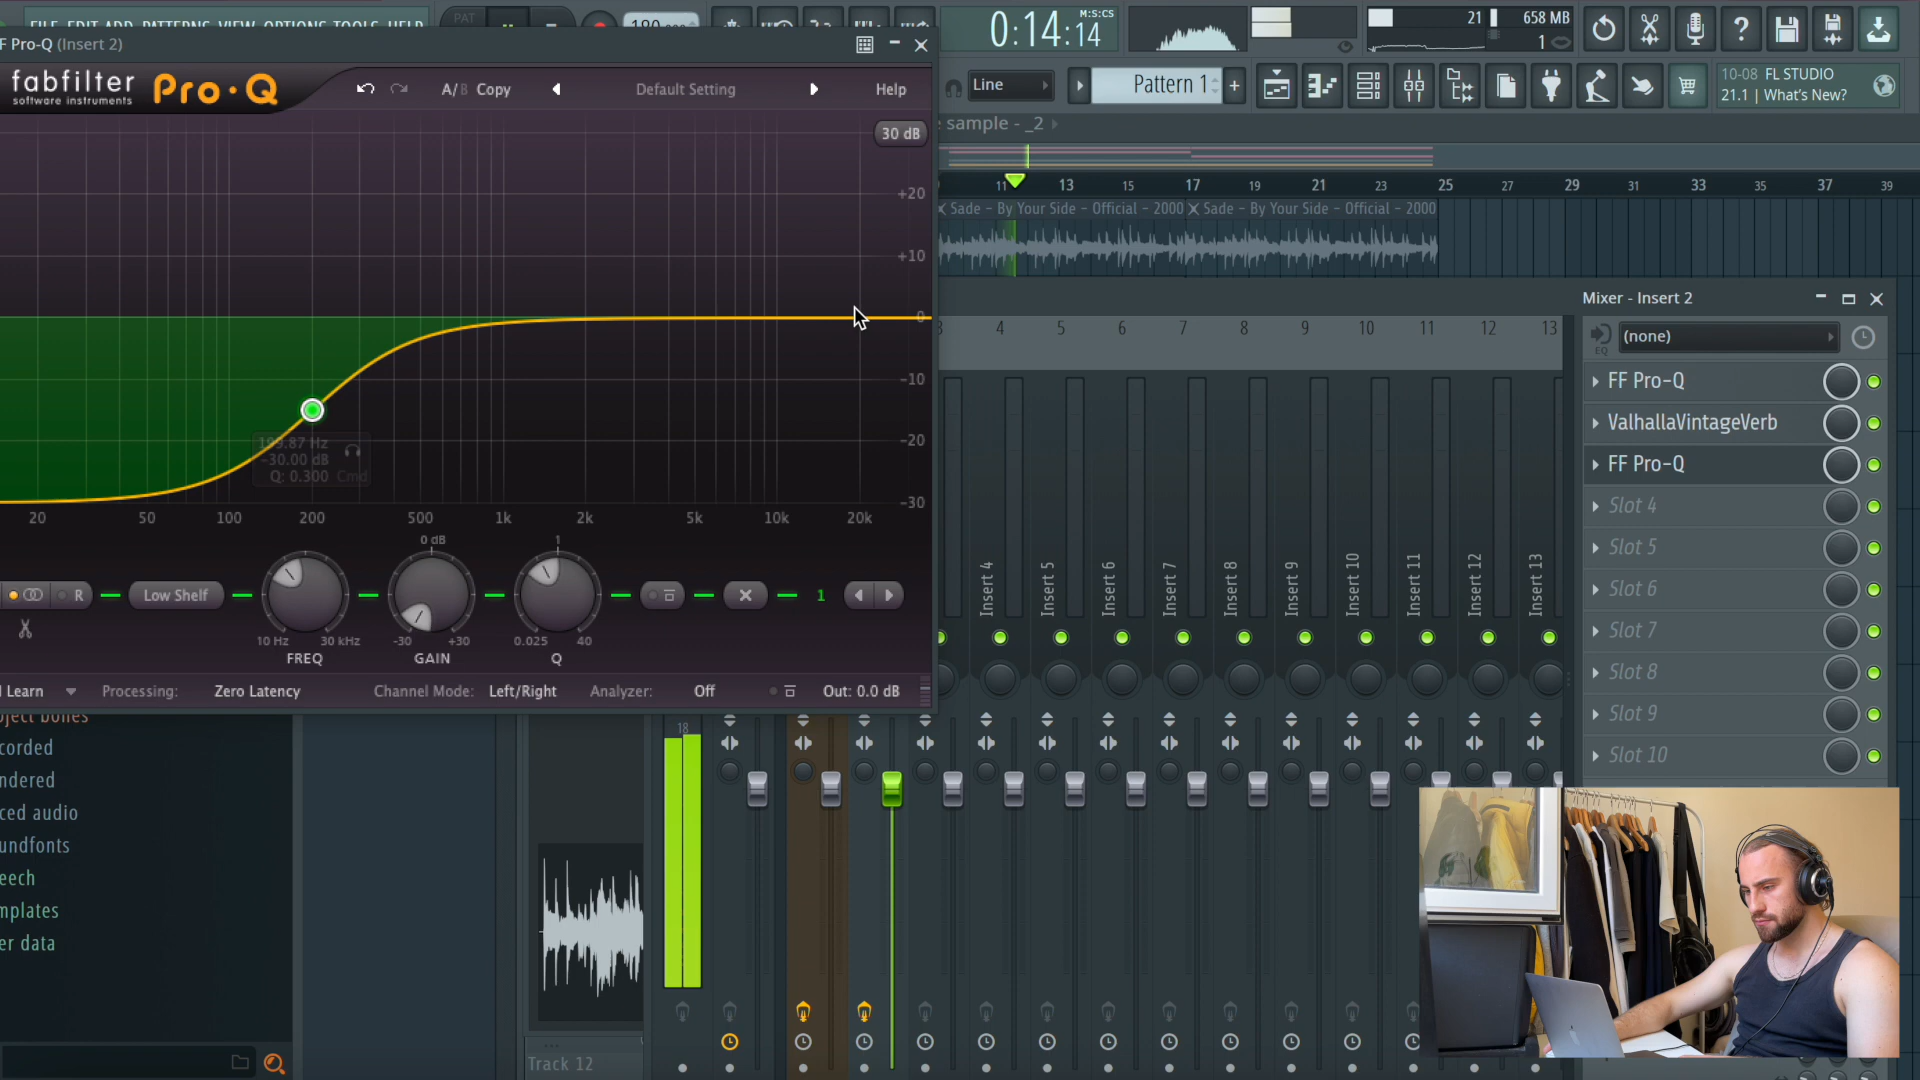 FILE EDIT ADD PATTERNS VIEW OPTIONS TOOLS HELP
PAT
180.000
0:14:14
M:S:CS
21
658 MB
1
FF Pro-Q (Insert 2)
fabfilter
software instruments
Pro·Q
A/B Copy
Default Setting
Help
Line
Pattern 1
+
10-08 FL STUDIO
21.1 | What's New?
sample - _2
11 13 15 17 19 21 23 25 27 29 31 33 35 37 39
Sade - By Your Side - Official - 2000
Sade - By Your Side - Official - 2000
30 dB
+20
+10
0
-10
-20
-30
-30.00 dB
Q: 0.300 Cmd
20 50 100 200 500 1k 2k 5k 10k 20k
0 dB
1
R
Low Shelf
1
10 Hz 30 kHz
FREQ
-30 +30
GAIN
0.025 40
Q
Learn
Processing: Zero Latency
Channel Mode: Left/Right
Analyzer: Off
Out: 0.0 dB
3 4 5 6 7 8 9 10 11 12 13
Insert 4
Insert 5
Insert 6
Insert 7
Insert 8
Insert 9
Insert 10
Insert 11
Insert 12
Insert 13
Mixer - Insert 2
(none)
EQ
FF Pro-Q
ValhallaVintageVerb
FF Pro-Q
Slot 4
Slot 5
Slot 6
Slot 7
Slot 8
Slot 9
Slot 10
oject bones
corded
ndered
ced audio
undfonts
eech
mplates
er data
18
Track 12